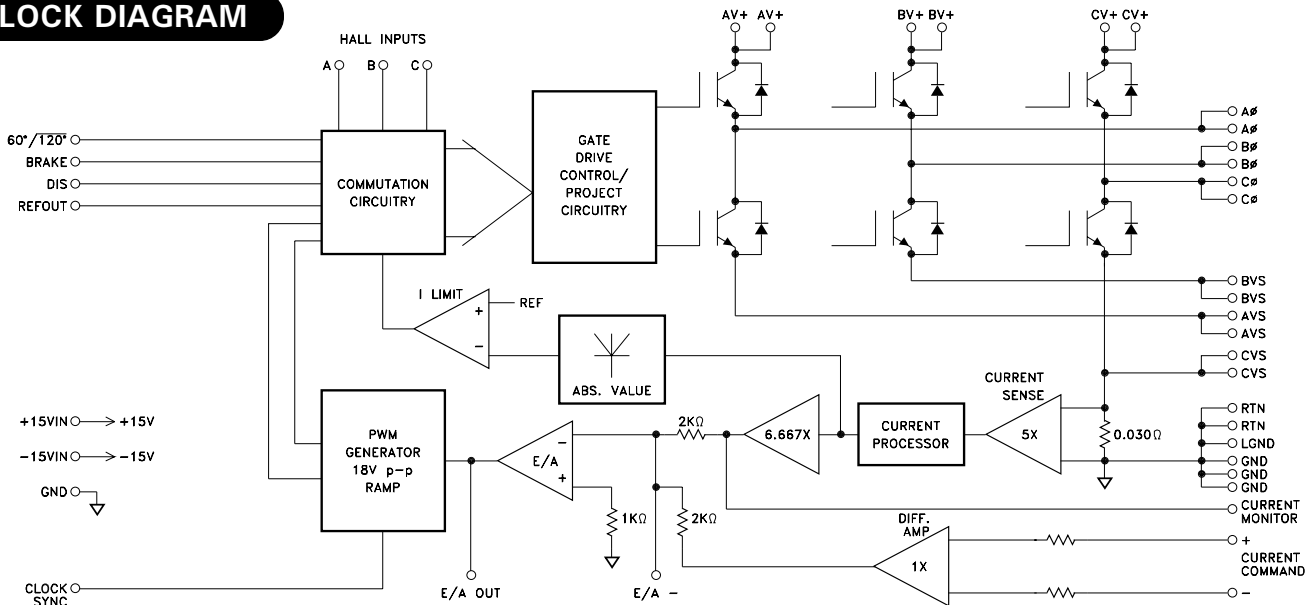 LOCK DIAGRAM
HALL INPUTS
A
B
C
AV+ AV+
BV+ BV+
CV+ CV+
60°/120°
BRAKE
DIS
REFOUT
COMMUTATION
CIRCUITRY
GATE
DRIVE
CONTROL/
PROJECT
CIRCUITRY
AØ
AØ
BØ
BØ
CØ
CØ
I LIMIT
+
−
REF
ABS. VALUE
BVS
BVS
AVS
AVS
CVS
CVS
+15VIN
+15V
−15VIN
−15V
GND
PWM
GENERATOR
18V p−p
RAMP
E/A
−
+
2KΩ
6.667X
CURRENT
PROCESSOR
CURRENT
SENSE
5X
0.030Ω
RTN
RTN
LGND
GND
GND
GND
1KΩ
2KΩ
CURRENT
MONITOR
DIFF.
AMP
1X
+
CURRENT
COMMAND
−
CLOCK
SYNC
E/A OUT
E/A −